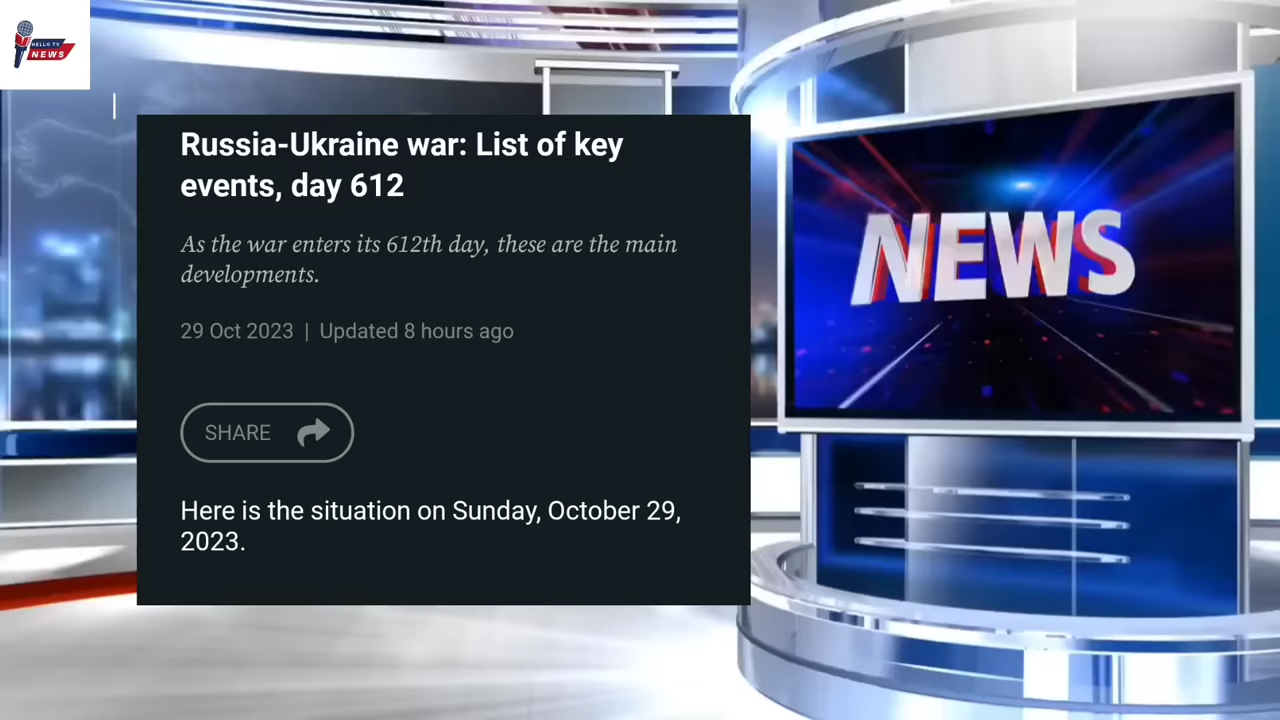 HELLO TV
NEWS
Russia-Ukraine war: List of key
events, day 612
As the war enters its 612th day, these are the main
developments.
29 Oct 2023 | Updated 8 hours ago
SHARE
Here is the situation on Sunday, October 29,
2023.
NEWS